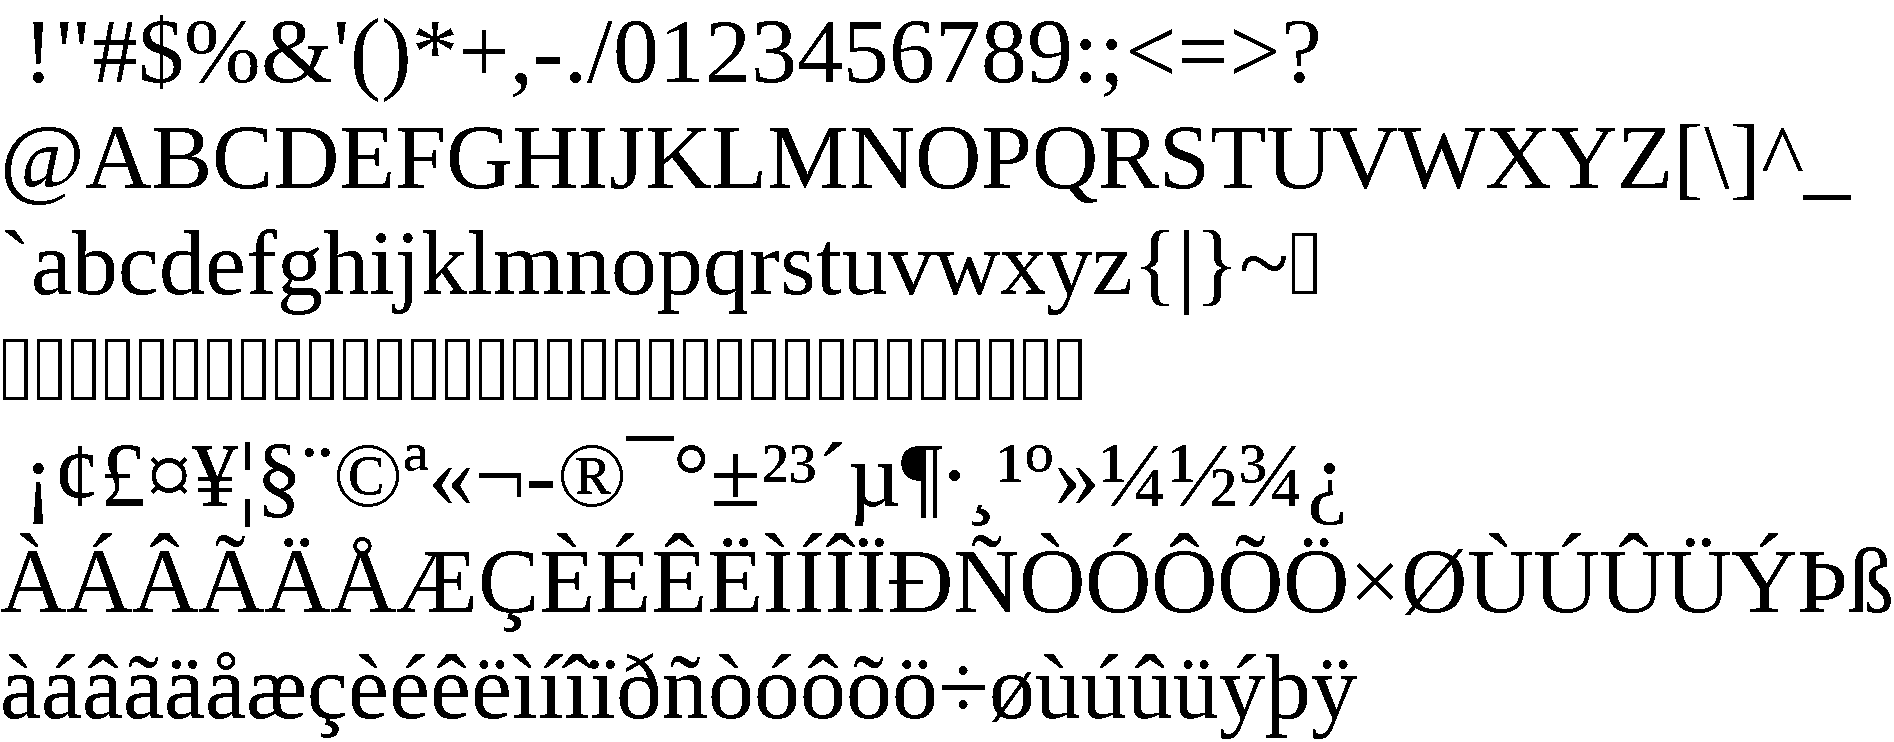 !"#$%&'()*+,-./0123456789:;<=>?
@ABCDEFGHIJKLMNOPQRSTUVWXYZ[\]^_
`abcdefghijklmnopqrstuvwxyz{|}~▯
▯▯▯▯▯▯▯▯▯▯▯▯▯▯▯▯▯▯▯▯▯▯▯▯▯▯▯▯▯▯▯▯
 ¡¢£¤¥¦§¨©ª«¬-®¯°±²³´µ¶·¸¹º»¼½¾¿
ÀÁÂÃÄÅÆÇÈÉÊËÌÍÎÏÐÑÒÓÔÕÖ×ØÙÚÛÜÝÞß
àáâãäåæçèéêëìíîïðñòóôõö÷øùúûüýþÿ